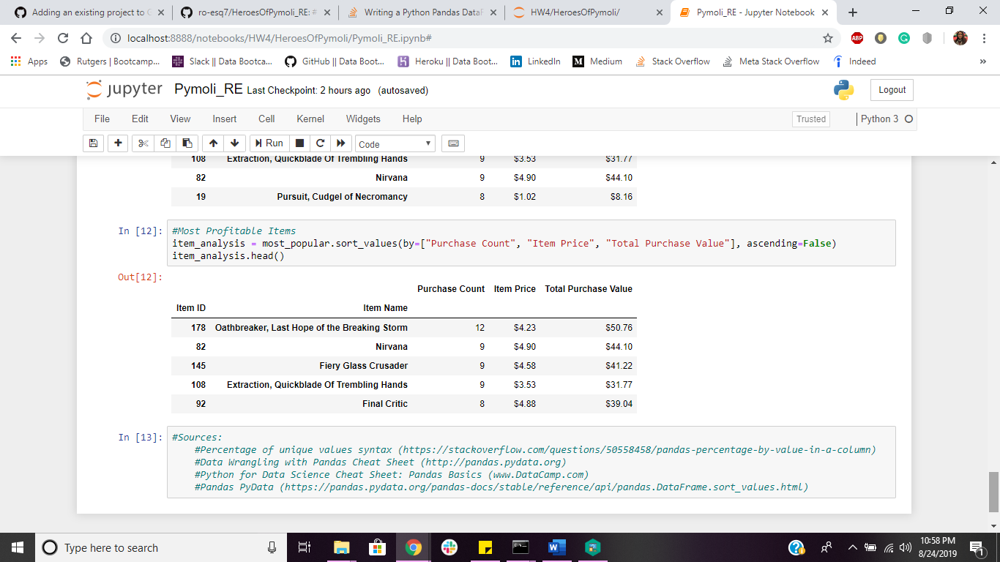 Adding an existing project to G
ro-esq7/HeroesOfPymoli_RE: #
Writing a Python Pandas DataF
HW4/HeroesOfPymoli/
Pymoli_RE - Jupyter Notebook
localhost:8888/notebooks/HW4/HeroesOfPymoli/Pymoli_RE.ipynb#
ABP
Apps Rutgers | Bootcamp... Slack || Data Bootca... GitHub || Data Boot... Heroku || Data Boot... LinkedIn Medium Stack Overflow Meta Stack Overflow Indeed »
jupyter Pymoli_RE Last Checkpoint: 2 hours ago (autosaved) Logout
File Edit View Insert Cell Kernel Widgets Help Trusted Python 3
Run Code
108 Extraction, Quickblade Of Trembling Hands 9 $3.53 $31.77
82 Nirvana 9 $4.90 $44.10
19 Pursuit, Cudgel of Necromancy 8 $1.02 $8.16
In [12]: #Most Profitable Items
item_analysis = most_popular.sort_values(by=["Purchase Count", "Item Price", "Total Purchase Value"], ascending=False)
item_analysis.head()
Out[12]:
Purchase Count Item Price Total Purchase Value
Item ID Item Name
178 Oathbreaker, Last Hope of the Breaking Storm 12 $4.23 $50.76
82 Nirvana 9 $4.90 $44.10
145 Fiery Glass Crusader 9 $4.58 $41.22
108 Extraction, Quickblade Of Trembling Hands 9 $3.53 $31.77
92 Final Critic 8 $4.88 $39.04
In [13]: #Sources:
#Percentage of unique values syntax (https://stackoverflow.com/questions/50558458/pandas-percentage-by-value-in-a-column)
#Data Wrangling with Pandas Cheat Sheet (http://pandas.pydata.org)
#Python for Data Science Cheat Sheet: Pandas Basics (www.DataCamp.com)
#Pandas PyData (https://pandas.pydata.org/pandas-docs/stable/reference/api/pandas.DataFrame.sort_values.html)
Type here to search
10:58 PM
8/24/2019
1